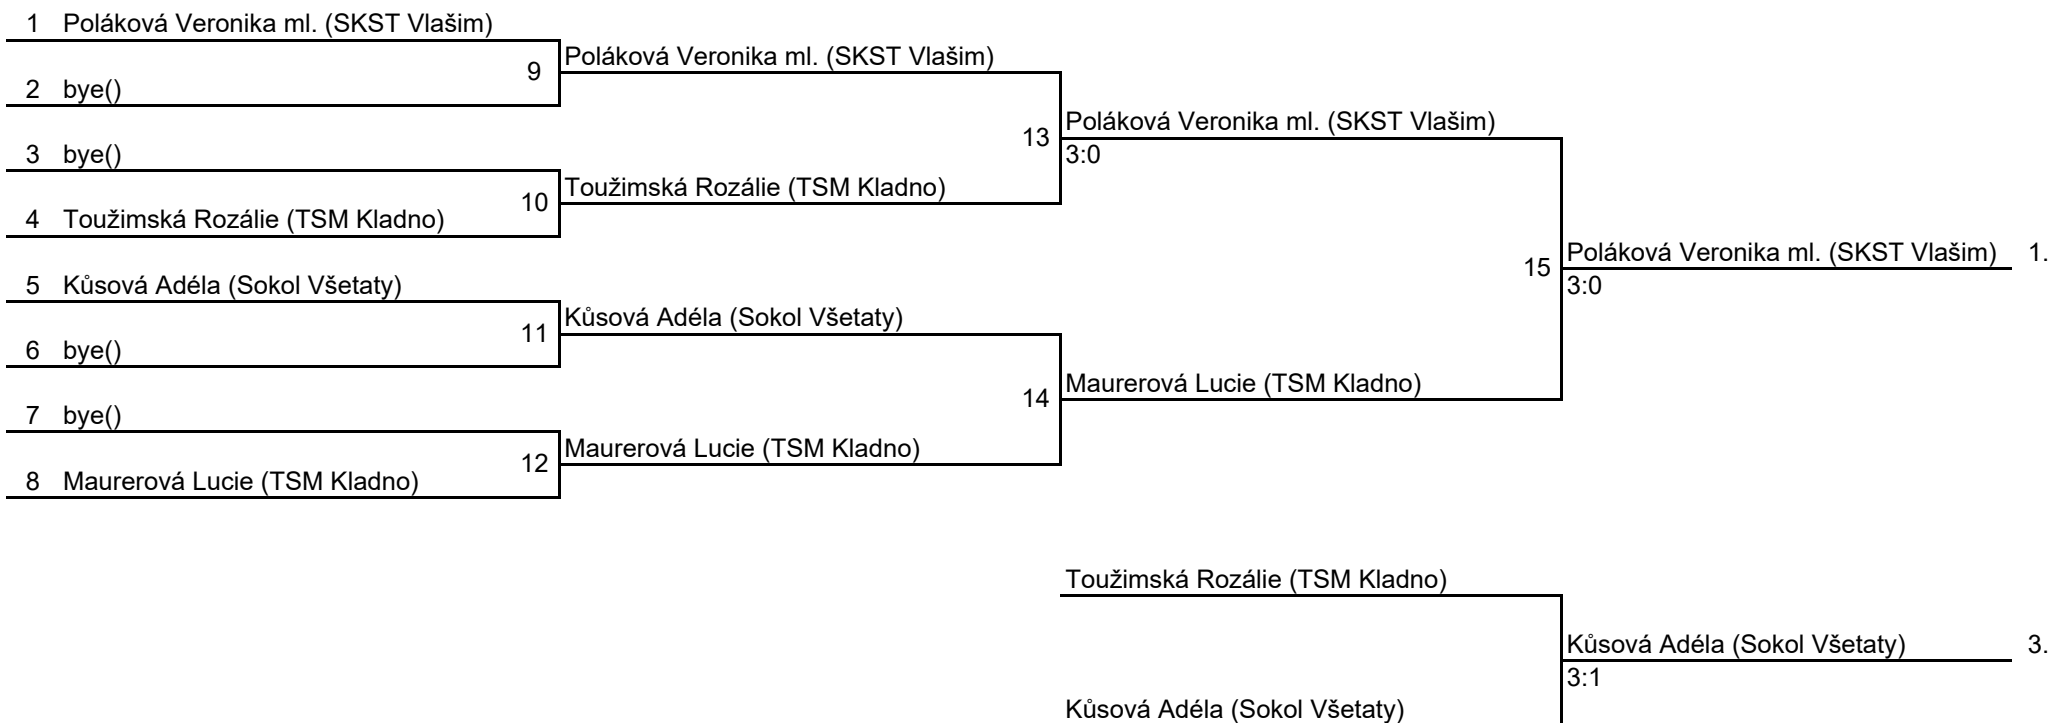 1 Poláková Veronika ml. (SKST Vlašim)
9 Poláková Veronika ml. (SKST Vlašim)
2 bye()
13 Poláková Veronika ml. (SKST Vlašim)
3:0
3 bye()
10 Toužimská Rozálie (TSM Kladno)
4 Toužimská Rozálie (TSM Kladno)
15 Poláková Veronika ml. (SKST Vlašim) 1.
3:0
5 Kůsová Adéla (Sokol Všetaty)
11 Kůsová Adéla (Sokol Všetaty)
6 bye()
14 Maurerová Lucie (TSM Kladno)
7 bye()
12 Maurerová Lucie (TSM Kladno)
8 Maurerová Lucie (TSM Kladno)
Toužimská Rozálie (TSM Kladno)
Kůsová Adéla (Sokol Všetaty) 3.
3:1
Kůsová Adéla (Sokol Všetaty)